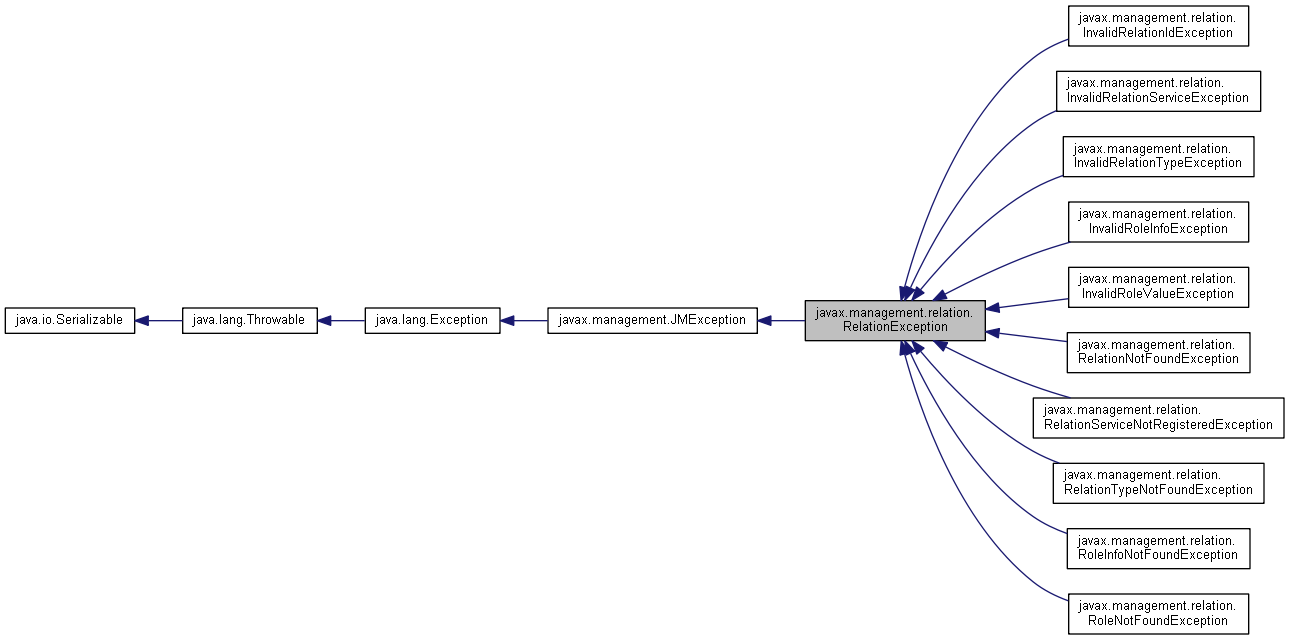 javax.management.relation.
InvalidRelationIdException
javax.management.relation.
InvalidRelationServiceException
javax.management.relation.
InvalidRelationTypeException
javax.management.relation.
InvalidRoleInfoException
javax.management.relation.
InvalidRoleValueException
java.io.Serializable
java.lang.Throwable
java.lang.Exception
javax.management.JMException
javax.management.relation.
RelationException
javax.management.relation.
RelationNotFoundException
javax.management.relation.
RelationServiceNotRegisteredException
javax.management.relation.
RelationTypeNotFoundException
javax.management.relation.
RoleInfoNotFoundException
javax.management.relation.
RoleNotFoundException